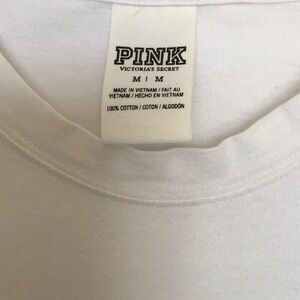 PINK
VICTORIA'S SECRET
M | M
MADE IN VIETNAM / FAIT AU
VIETNAM / HECHO EN VIETNAM
100% COTTON / COTON / ALGODÓN